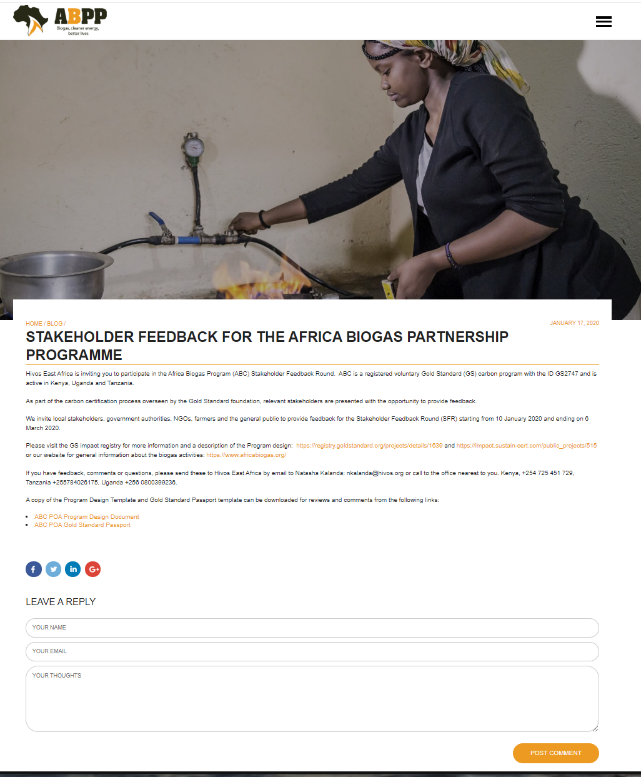 ABPP
Biogas, cleaner energy,
better lives
HOME / BLOG /
JANUARY 17, 2020
STAKEHOLDER FEEDBACK FOR THE AFRICA BIOGAS PARTNERSHIP
PROGRAMME
Hivos East Africa is inviting you to participate in the Africa Biogas Program (ABC) Stakeholder Feedback Round. ABC is a registered voluntary Gold Standard (GS) carbon program with the ID GS2747 and is
active in Kenya, Uganda and Tanzania.
As part of the carbon certification process overseen by the Gold Standard foundation, relevant stakeholders are presented with the opportunity to provide feedback.
We invite local stakeholders, government authorities, NGOs, farmers and the general public to provide feedback for the Stakeholder Feedback Round (SFR) starting from 10 January 2020 and ending on 6
March 2020.
Please visit the GS impact registry for more information and a description of the Program design: https://registry.goldstandard.org/projects/details/1630 and https://impact.sustain-cert.com/public_projects/515
or our website for general information about the biogas activities: https://www.africabiogas.org/
If you have feedback, comments or questions, please send these to Hivos East Africa by email to Natasha Kalanda: nkalanda@hivos.org or call to the office nearest to you. Kenya, +254 725 451 729,
Tanzania +255784026175, Uganda +256 0800399236.
A copy of the Program Design Template and Gold Standard Passport template can be downloaded for reviews and comments from the following links:
• ABC POA Program Design Document
• ABC POA Gold Standard Passport
f
in
G+
LEAVE A REPLY
YOUR NAME
YOUR EMAIL
YOUR THOUGHTS
POST COMMENT